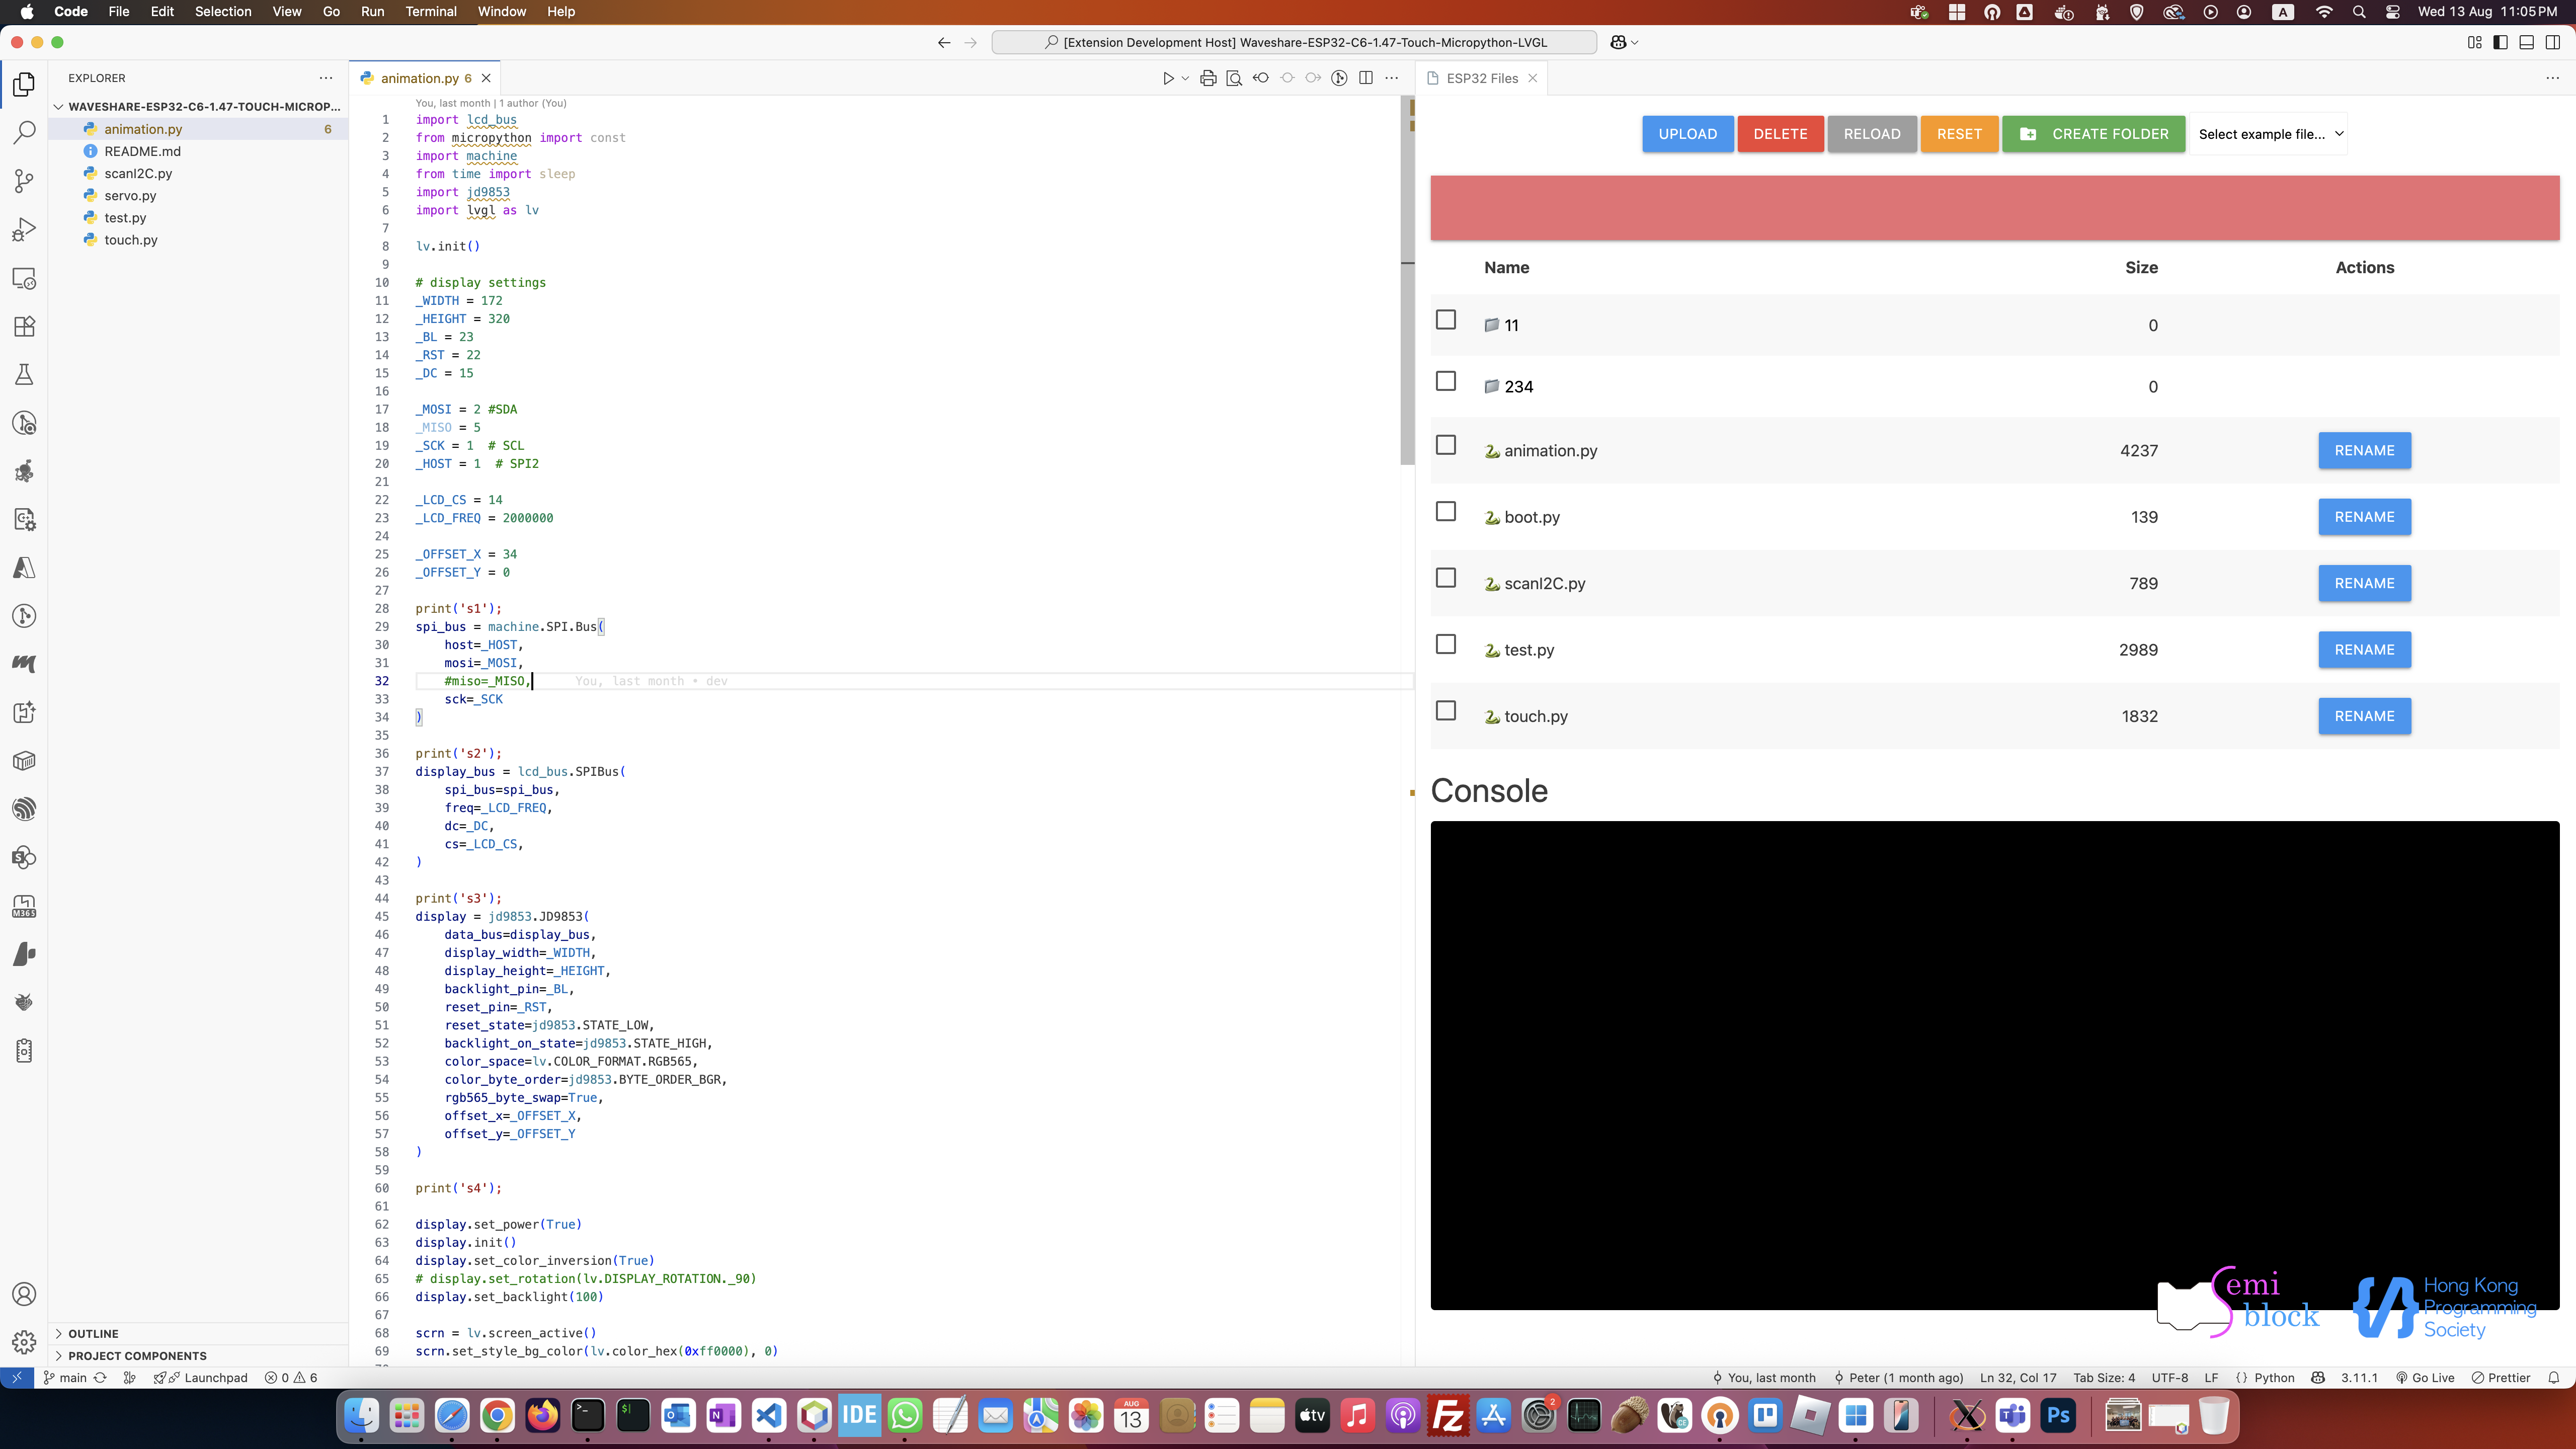 Code File Edit Selection View Go Run Terminal Window Help
A
Wed 13 Aug 11:05 PM
[Extension Development Host] Waveshare-ESP32-C6-1.47-Touch-Micropython-LVGL
EXPLORER
WAVESHARE-ESP32-C6-1.47-TOUCH-MICROP...
animation.py 6
README.md
scanI2C.py
servo.py
test.py
touch.py
OUTLINE
PROJECT COMPONENTS
M365
animation.py 6
You, last month | 1 author (You)
1 import lcd_bus
2 from micropython import const
3 import machine
4 from time import sleep
5 import jd9853
6 import lvgl as lv
7
8 lv.init()
9
10 # display settings
11 _WIDTH = 172
12 _HEIGHT = 320
13 _BL = 23
14 _RST = 22
15 _DC = 15
16
17 _MOSI = 2 #SDA
18 _MISO = 5
19 _SCK = 1  # SCL
20 _HOST = 1  # SPI2
21
22 _LCD_CS = 14
23 _LCD_FREQ = 2000000
24
25 _OFFSET_X = 34
26 _OFFSET_Y = 0
27
28 print('s1');
29 spi_bus = machine.SPI.Bus(
30 host=_HOST,
31 mosi=_MOSI,
32 #miso=_MISO, You, last month • dev
33 sck=_SCK
34 )
35
36 print('s2');
37 display_bus = lcd_bus.SPIBus(
38 spi_bus=spi_bus,
39 freq=_LCD_FREQ,
40 dc=_DC,
41 cs=_LCD_CS,
42 )
43
44 print('s3');
45 display = jd9853.JD9853(
46 data_bus=display_bus,
47 display_width=_WIDTH,
48 display_height=_HEIGHT,
49 backlight_pin=_BL,
50 reset_pin=_RST,
51 reset_state=jd9853.STATE_LOW,
52 backlight_on_state=jd9853.STATE_HIGH,
53 color_space=lv.COLOR_FORMAT.RGB565,
54 color_byte_order=jd9853.BYTE_ORDER_BGR,
55 rgb565_byte_swap=True,
56 offset_x=_OFFSET_X,
57 offset_y=_OFFSET_Y
58 )
59
60 print('s4');
61
62 display.set_power(True)
63 display.init()
64 display.set_color_inversion(True)
65 # display.set_rotation(lv.DISPLAY_ROTATION._90)
66 display.set_backlight(100)
67
68 scrn = lv.screen_active()
69 scrn.set_style_bg_color(lv.color_hex(0xff0000), 0)
ESP32 Files
UPLOAD DELETE RELOAD RESET CREATE FOLDER Select example file...
Name Size Actions
11 0
234 0
animation.py 4237 RENAME
boot.py 139 RENAME
scanI2C.py 789 RENAME
test.py 2989 RENAME
touch.py 1832 RENAME
Console
Semi
block
Hong Kong
Programming
Society
main Launchpad 0 6 You, last month Peter (1 month ago) Ln 32, Col 17 Tab Size: 4 UTF-8 LF {} Python 3.11.1 Go Live Prettier
IDE AUG 13 tv Fz 2 Ps